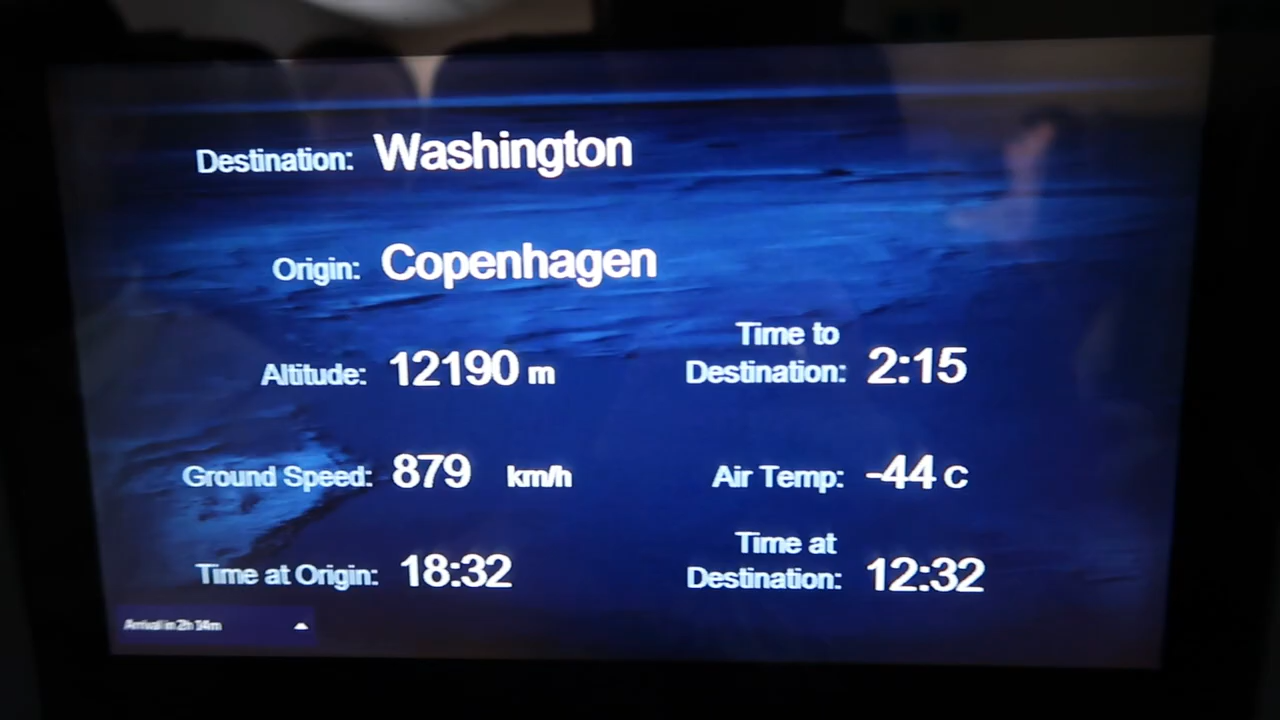 Destination: Washington
Origin: Copenhagen
Altitude: 12190 m
Time to Destination: 2:15
Ground Speed: 879 km/h
Air Temp: -44 C
Time at Origin: 18:32
Time at Destination: 12:32
Arrival in 2h 14m